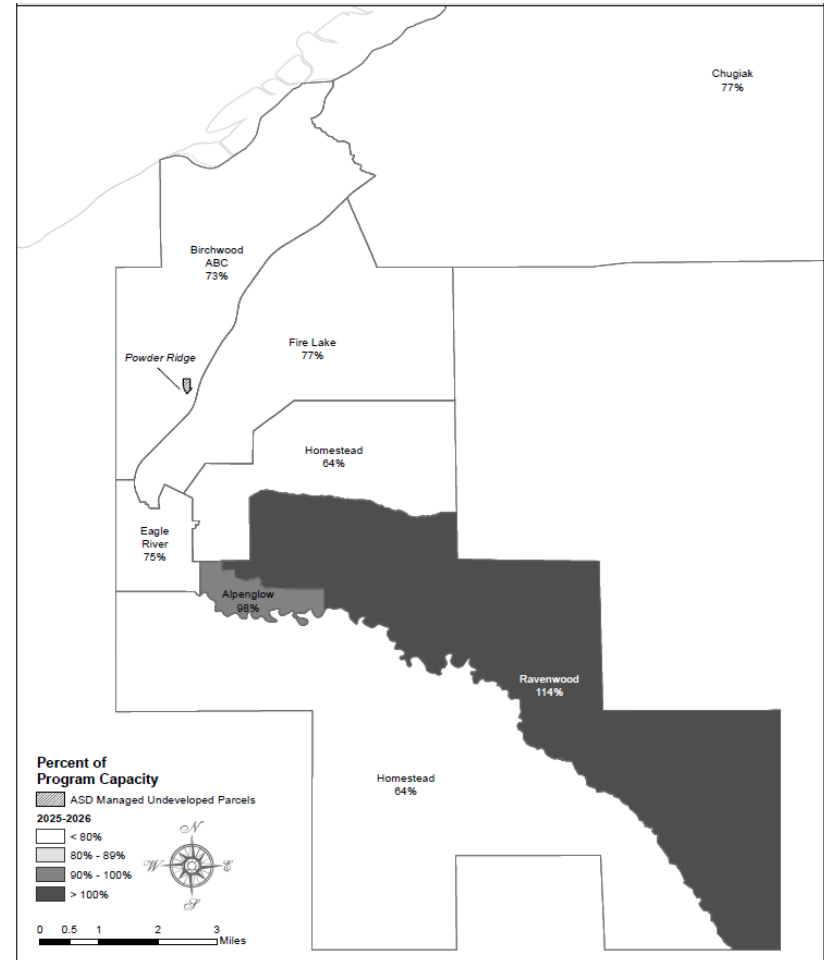 Chugiak
77%
Birchwood
ABC
73%
Fire Lake
77%
Powder Ridge
Homestead
64%
Eagle
River
75%
Alpenglow
98%
Ravenwood
114%
Homestead
64%
Percent of
Program Capacity
ASD Managed Undeveloped Parcels
2025-2026
< 80%
80% - 89%
90% - 100%
> 100%
N
W E
S
0 0.5 1 2 3
Miles